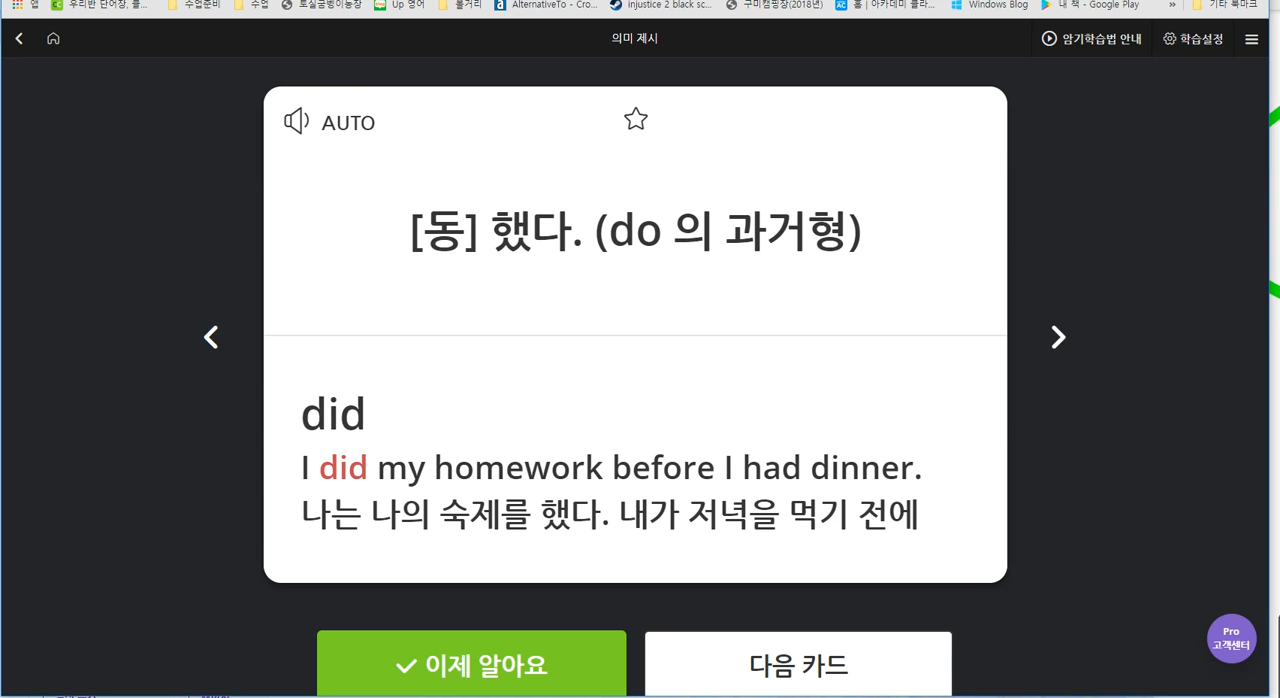 앱 우리반 단어장, 클... 수업준비 수업 토실금벵이농장 Up 영어 볼거리 AlternativeTo - Cro... injustice 2 black sc... 구미캠핑장(2018년) 홈 | 아카데미 클라... Windows Blog 내 책 - Google Play » 기타 북마크
의미 제시
암기학습법 안내 학습설정
AUTO
[동] 했다. (do 의 과거형)
did
I did my homework before I had dinner.
나는 나의 숙제를 했다. 내가 저녁을 먹기 전에
이제 알아요
다음 카드
Pro
고객센터